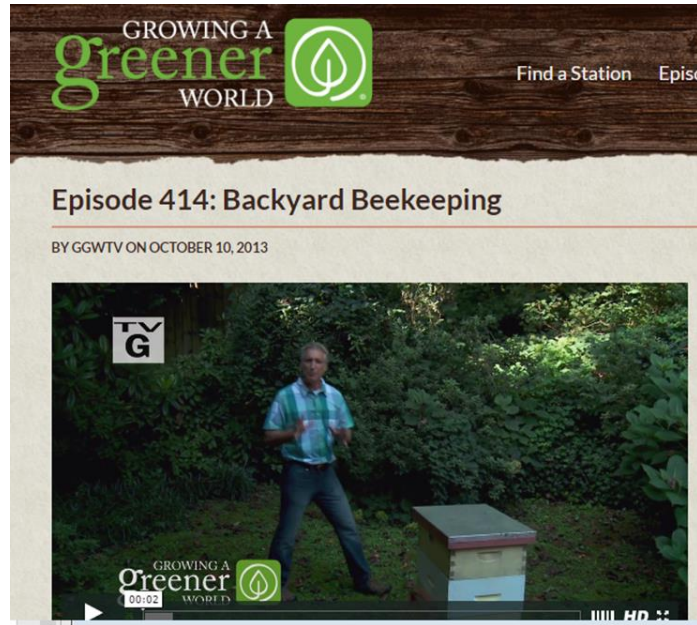 GROWING A
greener
WORLD
Find a Station Epis
Episode 414: Backyard Beekeeping
BY GGWTV ON OCTOBER 10, 2013
TV
G
GROWING A
greener
WORLD
00:02
HD